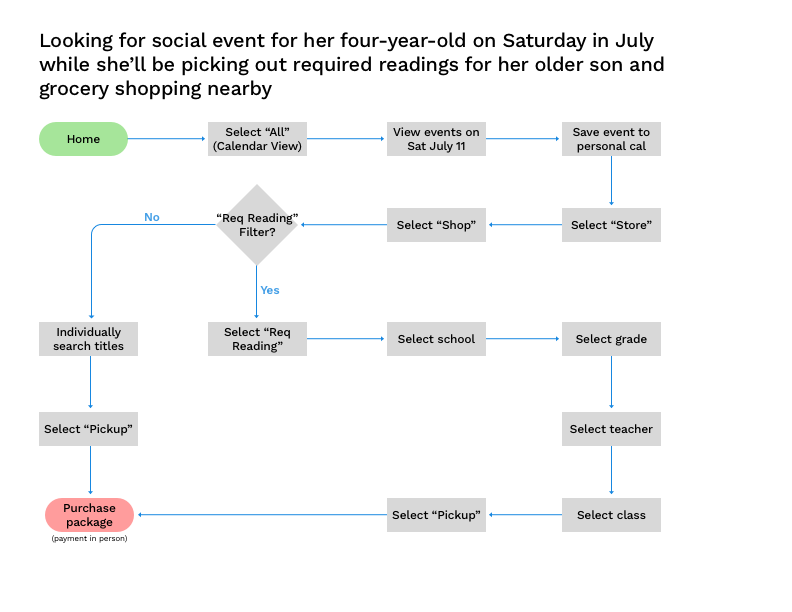 Looking for social event for her four-year-old on Saturday in July
while she’ll be picking out required readings for her older son and
grocery shopping nearby
Home
Select “All”
(Calendar View)
View events on
Sat July 11
Save event to
personal cal
Select “Store”
Select “Shop”
“Req Reading”
Filter?
No
Yes
Individually
search titles
Select “Req
Reading”
Select school
Select grade
Select “Pickup”
Select teacher
Purchase
package
(payment in person)
Select “Pickup”
Select class